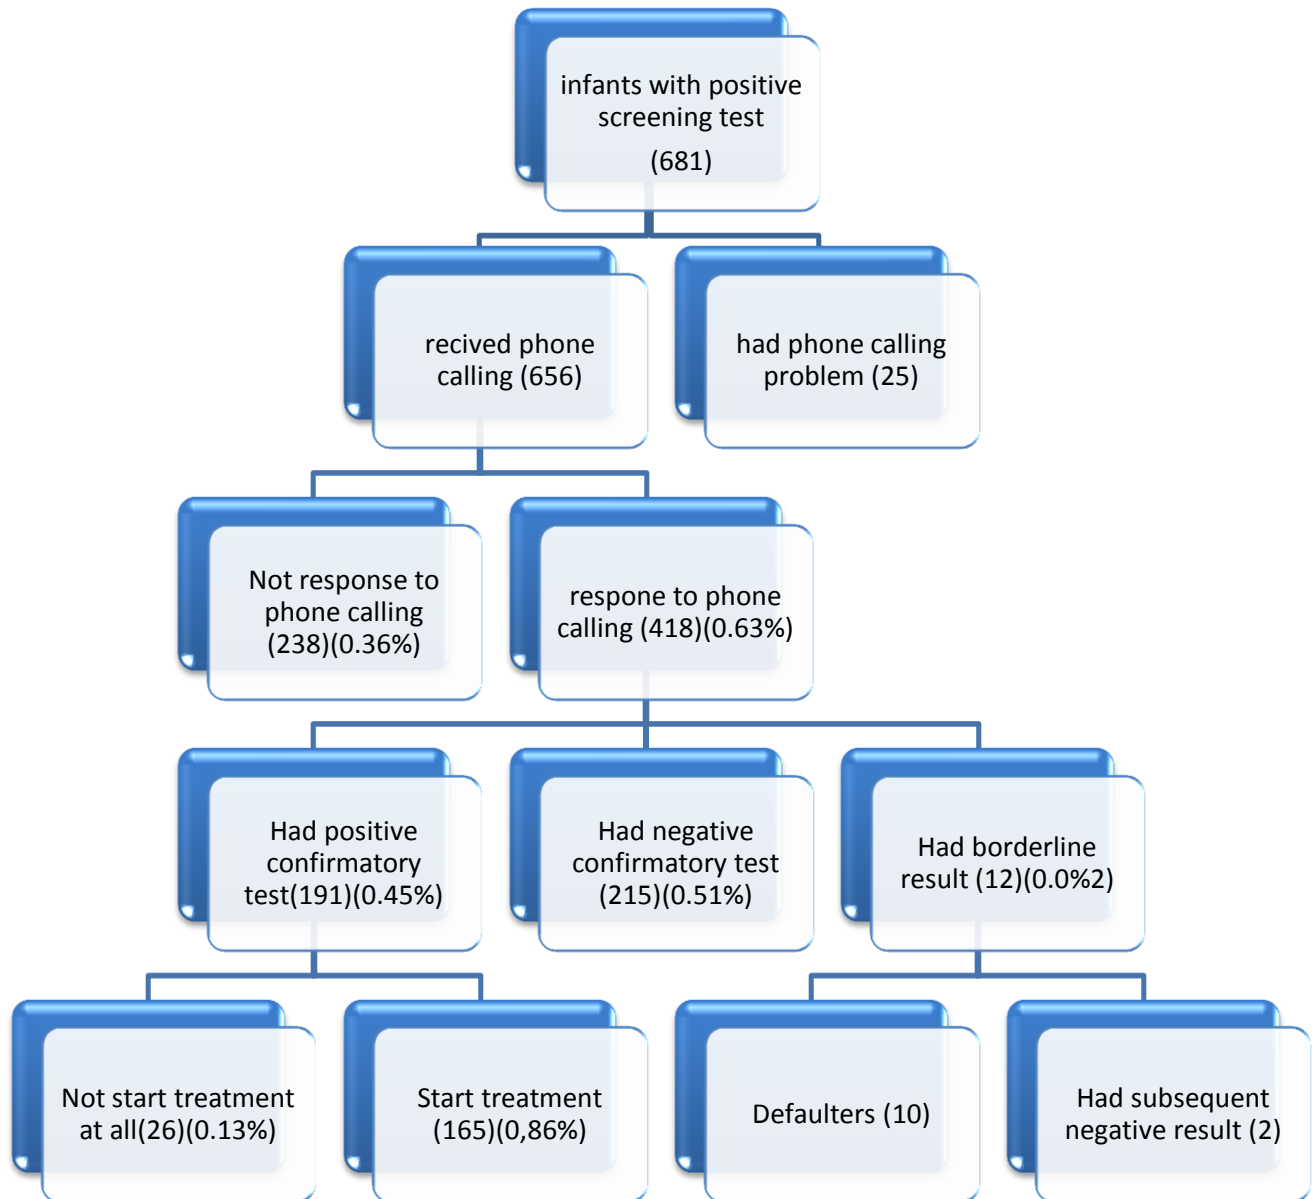 infants with positive
screening test
(681)
recived phone
calling (656)
had phone calling
problem (25)
Not response to
phone calling
(238)(0.36%)
respone to phone
calling (418)(0.63%)
Had positive
confirmatory
test(191)(0.45%)
Had negative
confirmatory test
(215)(0.51%)
Had borderline
result (12)(0.0%2)
Not start treatment
at all(26)(0.13%)
Start treatment
(165)(0,86%)
Defaulters (10)
Had subsequent
negative result (2)